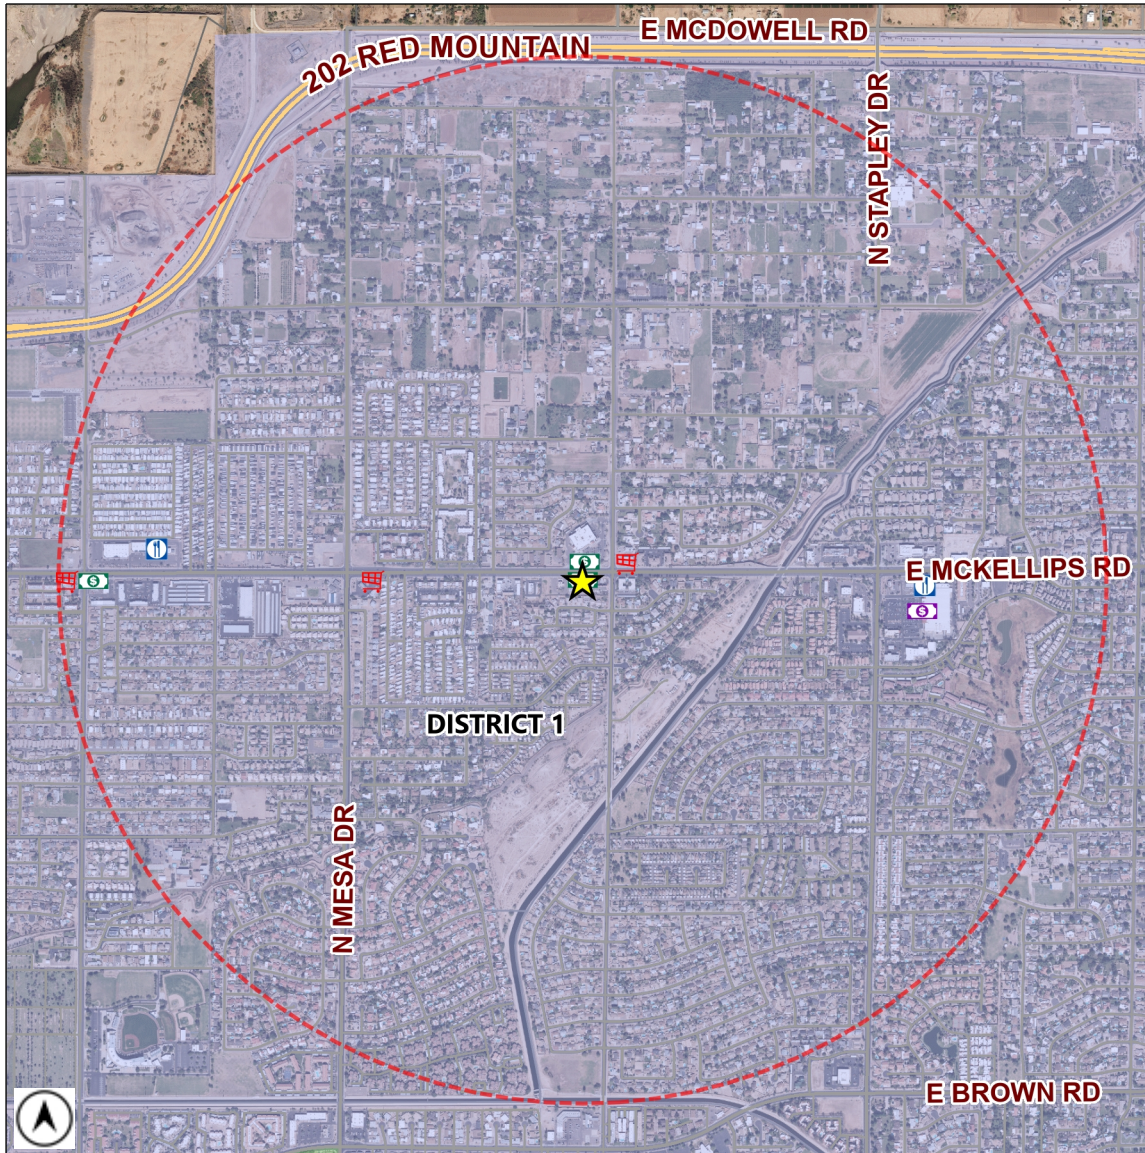 E MCDOWELL RD
202 RED MOUNTAIN
N STAPLEY DR
$
$
E MCKELLIPS RD
$
DISTRICT 1
N MESA DR
E BROWN RD